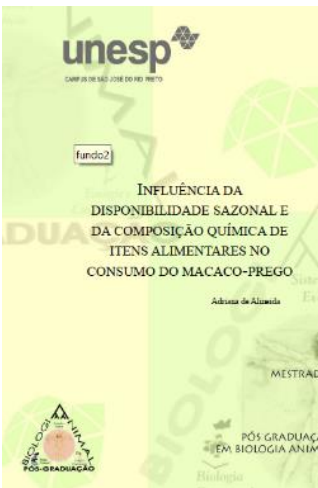 unesp
CAMPUS DE SÃO JOSÉ DO RIO PRETO
fundo2
INFLUÊNCIA DA
DISPONIBILIDADE SAZONAL E
DA COMPOSIÇÃO QUÍMICA DE
ITENS ALIMENTARES NO
CONSUMO DO MACACO-PREGO
Adriana de Almeida
MESTRAD
PÓS GRADUAÇ
EM BIOLOGIA ANIM
BIOLOGIA ANIMAL
PÓS-GRADUAÇÃO
Biologia